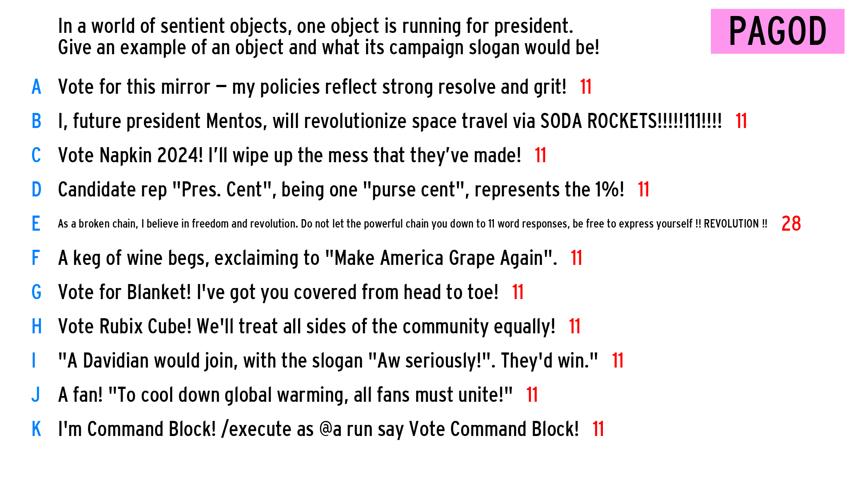 In a world of sentient objects, one object is running for president.
Give an example of an object and what its campaign slogan would be!
PAGOD
A Vote for this mirror – my policies reflect strong resolve and grit! 11
B I, future president Mentos, will revolutionize space travel via SODA ROCKETS!!!!!111!!!! 11
C Vote Napkin 2024! I'll wipe up the mess that they've made! 11
D Candidate rep "Pres. Cent", being one "purse cent", represents the 1%! 11
E As a broken chain, I believe in freedom and revolution. Do not let the powerful chain you down to 11 word responses, be free to express yourself !! REVOLUTION !! 28
F A keg of wine begs, exclaiming to "Make America Grape Again". 11
G Vote for Blanket! I've got you covered from head to toe! 11
H Vote Rubix Cube! We'll treat all sides of the community equally! 11
I "A Davidian would join, with the slogan "Aw seriously!". They'd win." 11
J A fan! "To cool down global warming, all fans must unite!" 11
K I'm Command Block! /execute as @a run say Vote Command Block! 11